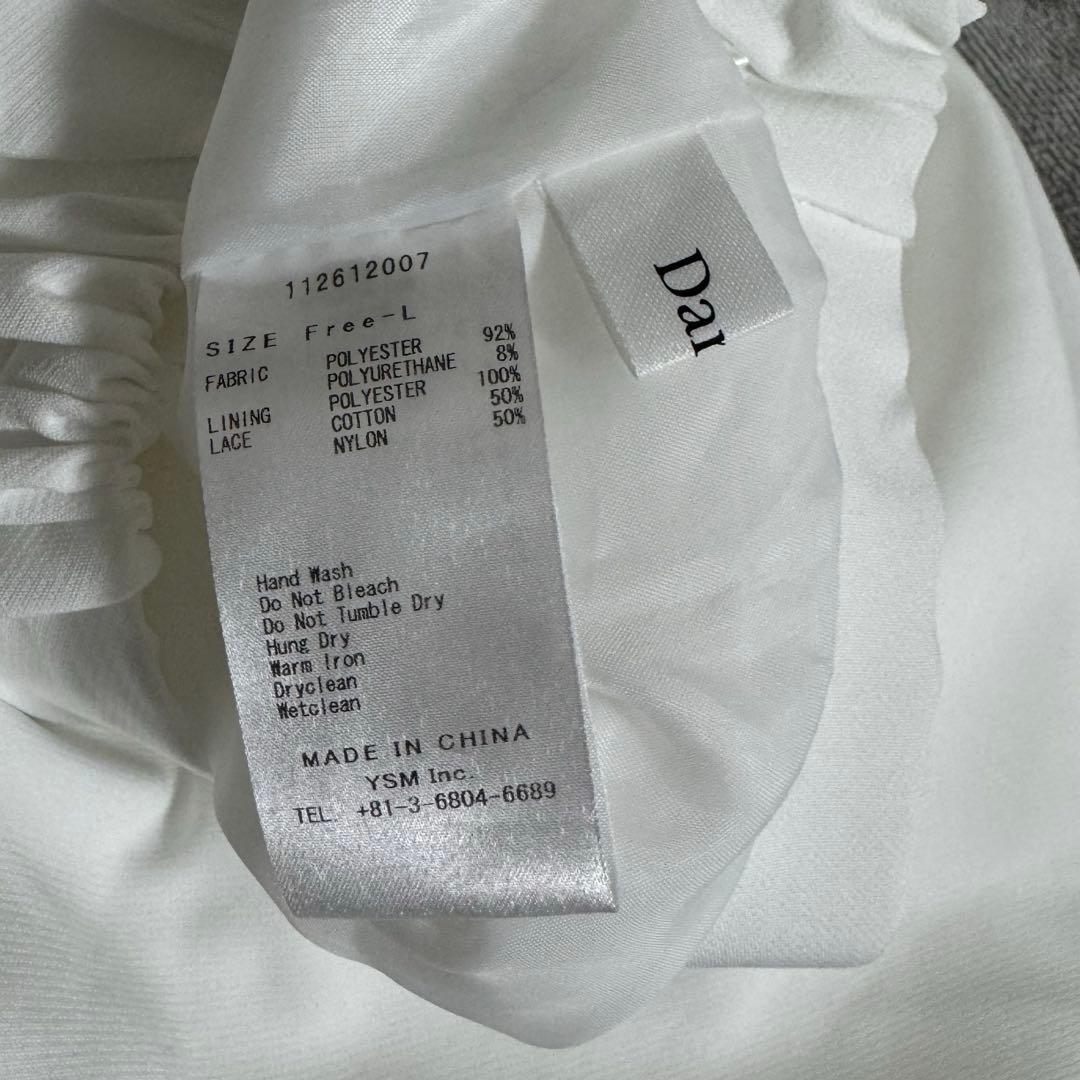 112612007
SIZE Free-L
FABRIC POLYESTER 92%
POLYURETHANE 8%
LINING POLYESTER 100%
LACE COTTON 50%
NYLON 50%
Hand Wash
Do Not Bleach
Do Not Tumble Dry
Hung Dry
Warm Iron
Dryclean
Wetclean
MADE IN CHINA
YSM Inc.
TEL. +81-3-6804-6689
Dar